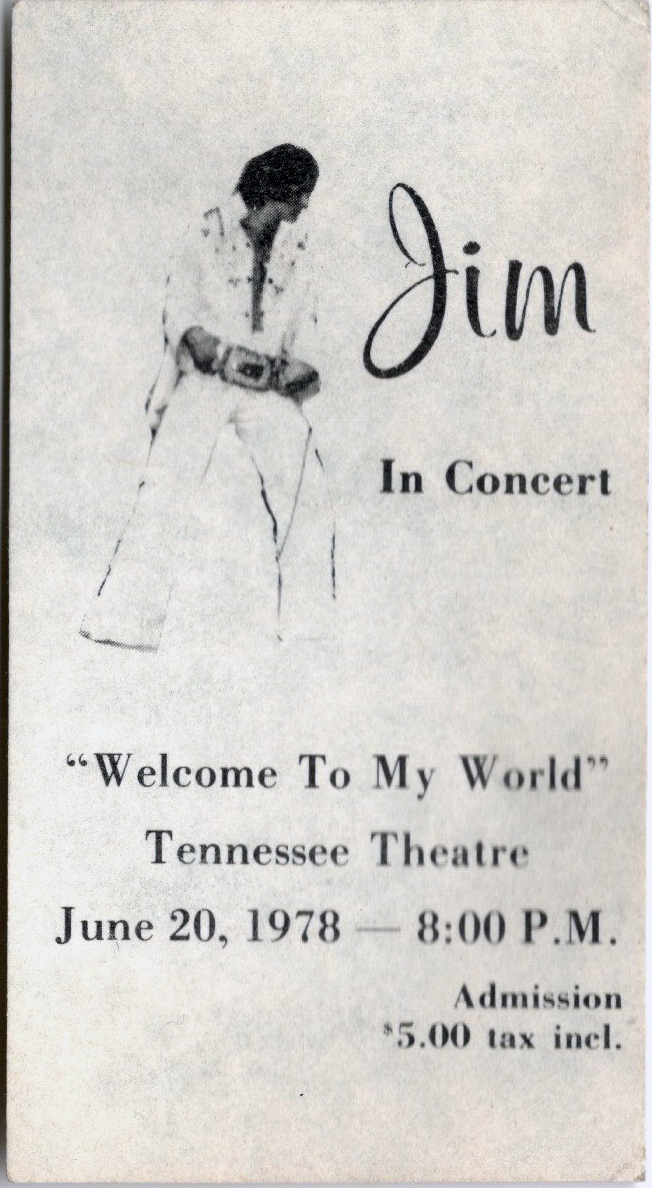 Jim
In Concert
“Welcome To My World”
Tennessee Theatre
June 20, 1978 — 8:00 P.M.
Admission
$5.00 tax incl.